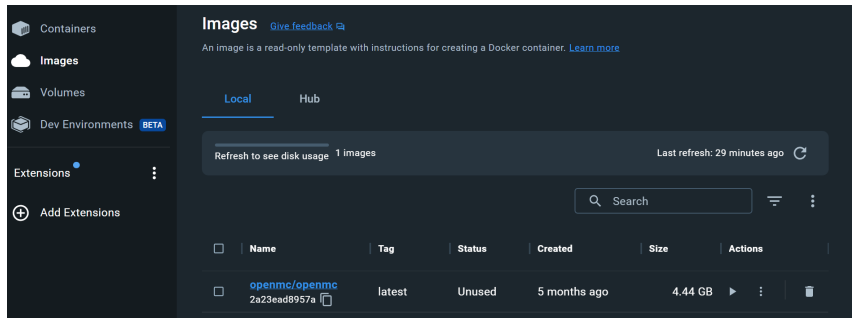 Containers
Images
Volumes
Dev Environments BETA
Extensions
Add Extensions
Images Give feedback
An image is a read-only template with instructions for creating a Docker container. Learn more
Local Hub
Refresh to see disk usage 1 images Last refresh: 29 minutes ago
Search
Name Tag Status Created Size Actions
openmc/openmc latest Unused 5 months ago 4.44 GB
2a23ead8957a